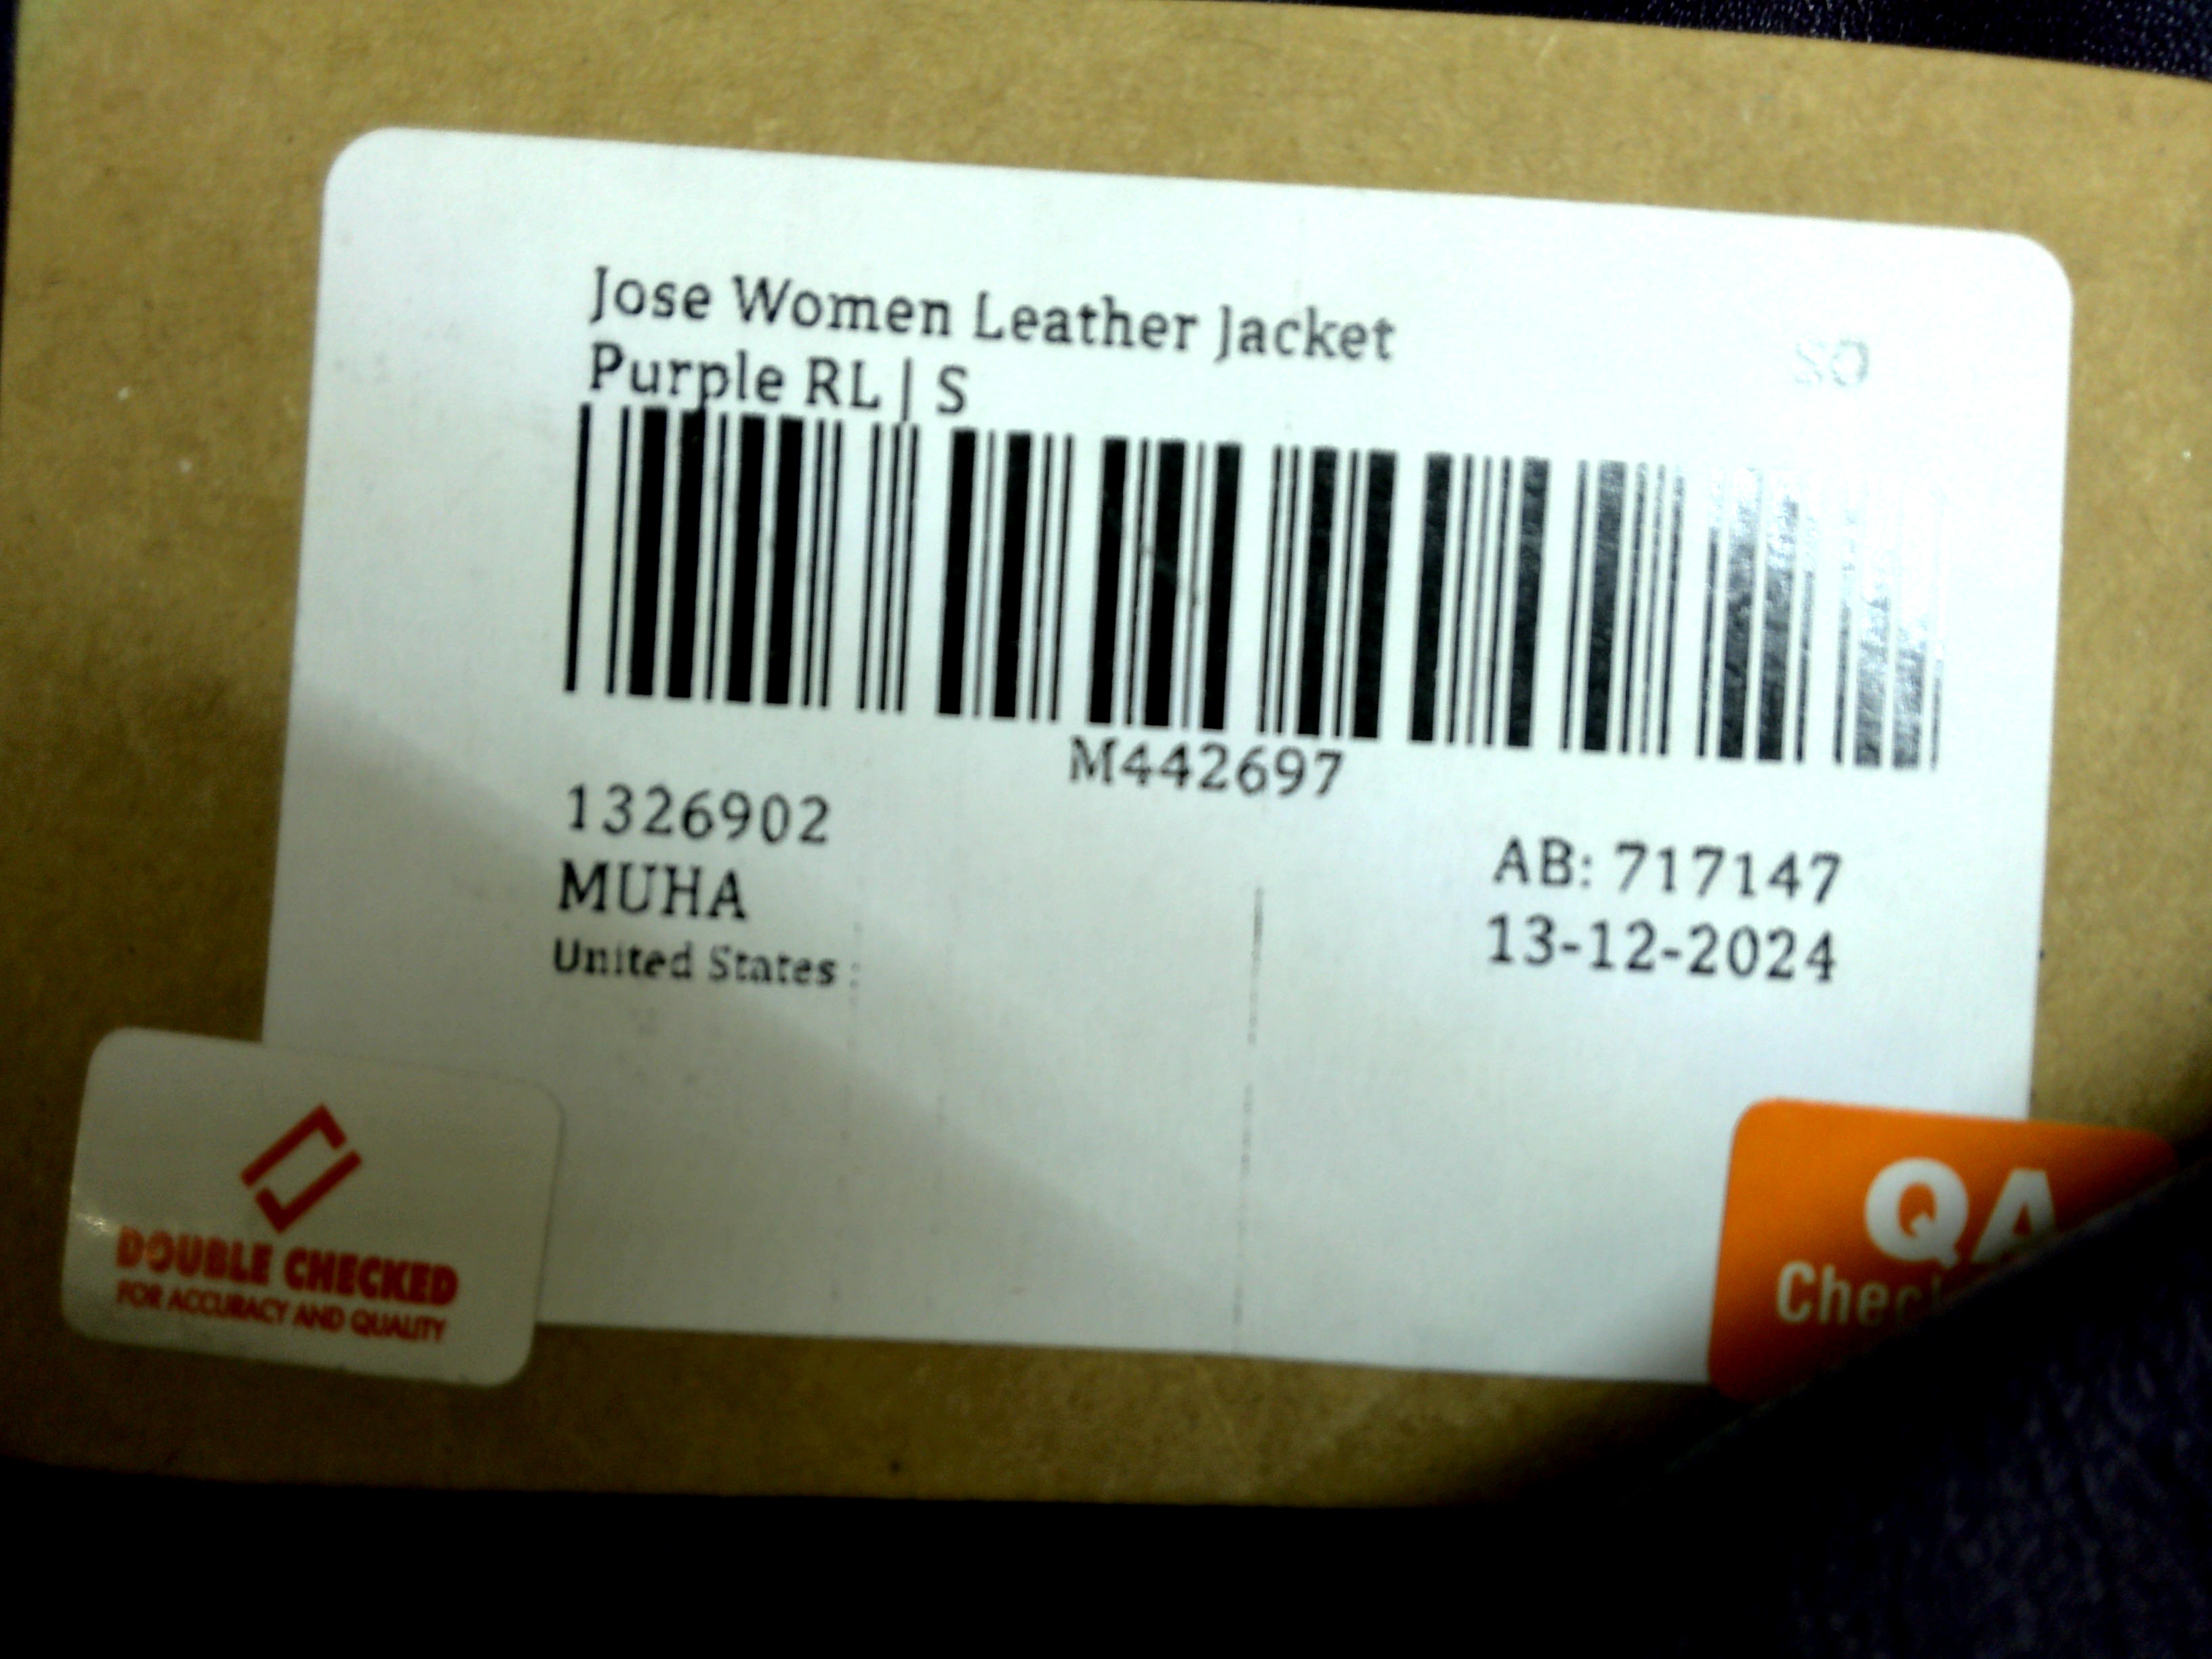 Jose Women Leather Jacket
SO
Purple RL | S
M442697
1326902
AB: 717147
MUHA
13-12-2024
United States :
DOUBLE CHECKED
FOR ACCURACY AND QUALITY
QA